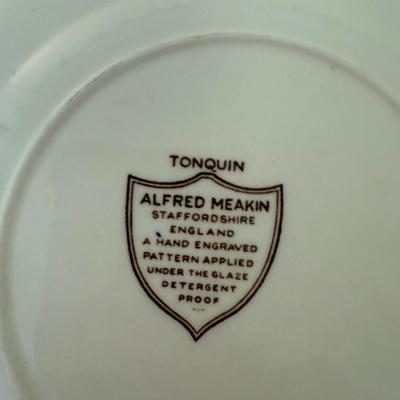 TONQUIN
ALFRED MEAKIN
STAFFORDSHIRE
ENGLAND
A HAND ENGRAVED
PATTERN APPLIED
UNDER THE GLAZE
DETERGENT
PROOF